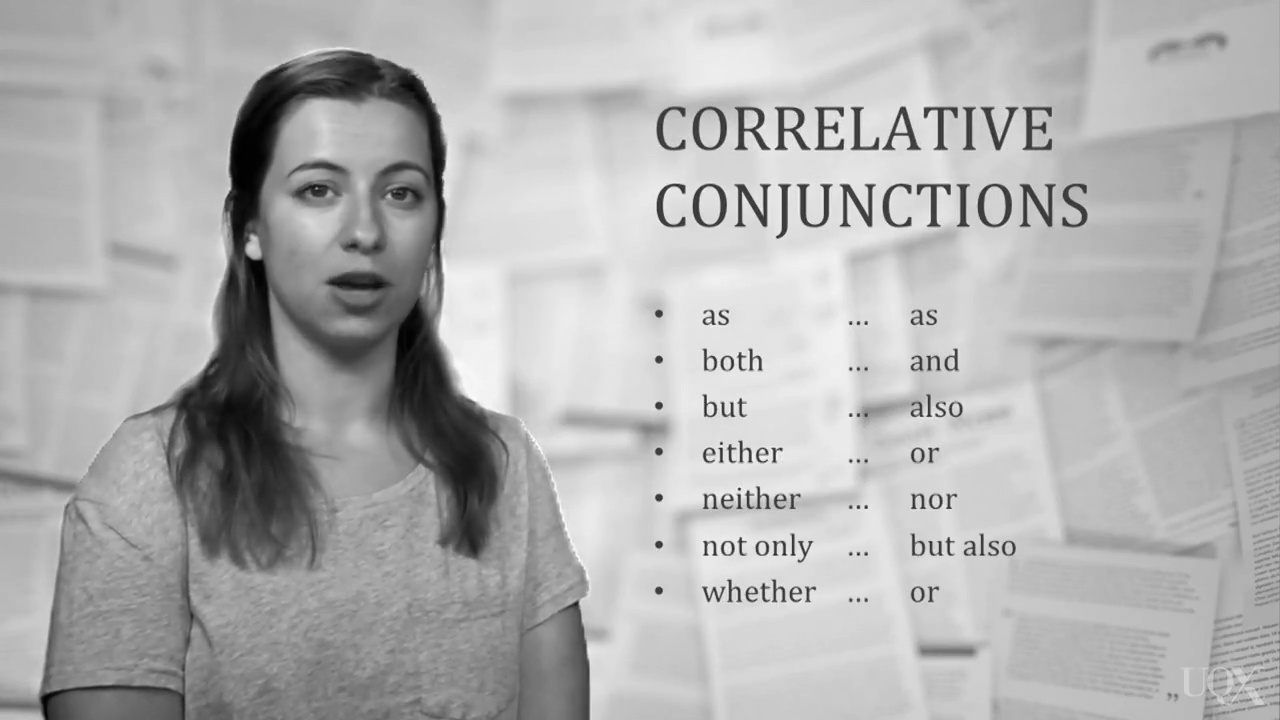 CORRELATIVE
CONJUNCTIONS
• as ... as
• both ... and
• but ... also
• either ... or
• neither ... nor
• not only ... but also
• whether ... or
UQX